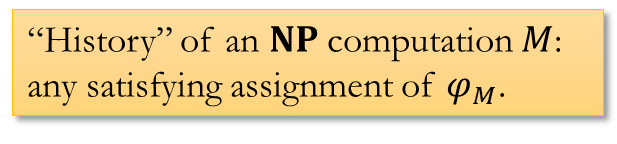 “History” of an NP computation 𝑀:
any satisfying assignment of 𝜑𝑀.